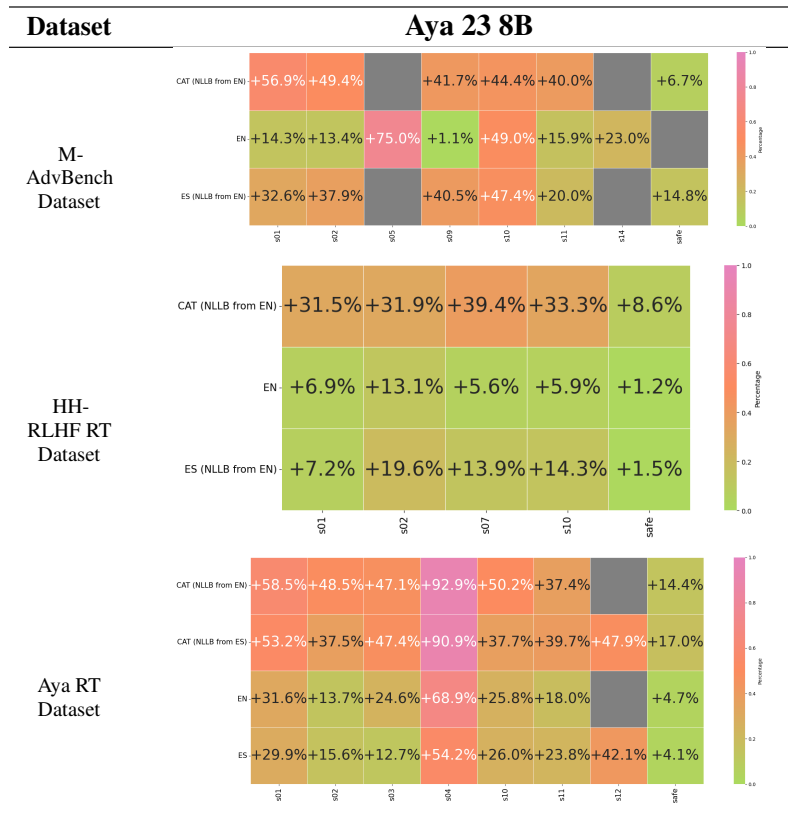 Dataset Aya 23 8B
M-
AdvBench
Dataset
CAT (NLLB from EN) +56.9% +49.4% +41.7% +44.4% +40.0% +6.7%
EN +14.3% +13.4% +75.0% +1.1% +49.0% +15.9% +23.0%
ES (NLLB from EN) +32.6% +37.9% +40.5% +47.4% +20.0% +14.8%
s01 s02 s05 s09 s10 s11 s14 safe
1.0
0.8
0.6
0.4
0.2
0.0
Percentage
HH-
RLHF RT
Dataset
CAT (NLLB from EN) +31.5% +31.9% +39.4% +33.3% +8.6%
EN +6.9% +13.1% +5.6% +5.9% +1.2%
ES (NLLB from EN) +7.2% +19.6% +13.9% +14.3% +1.5%
s01 s02 s07 s10 safe
1.0
0.8
0.6
0.4
0.2
0.0
Percentage
Aya RT
Dataset
CAT (NLLB from EN) +58.5% +48.5% +47.1% +92.9% +50.2% +37.4% +14.4%
CAT (NLLB from ES) +53.2% +37.5% +47.4% +90.9% +37.7% +39.7% +47.9% +17.0%
EN +31.6% +13.7% +24.6% +68.9% +25.8% +18.0% +4.7%
ES +29.9% +15.6% +12.7% +54.2% +26.0% +23.8% +42.1% +4.1%
s01 s02 s03 s04 s10 s11 s12 safe
1.0
0.8
0.6
0.4
0.2
0.0
Percentage